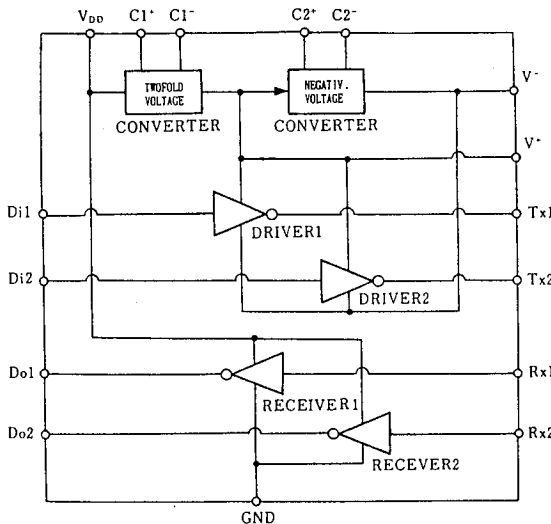 VDD C1+ C1- C2+ C2-
TWOFOLD
VOLTAGE
CONVERTER
NEGATIV.
VOLTAGE
CONVERTER
V-
V+
Di1
DRIVER1
Tx1
Di2
DRIVER2
Tx2
Do1
RECEIVER1
Rx1
Do2
RECEVER2
Rx2
GND